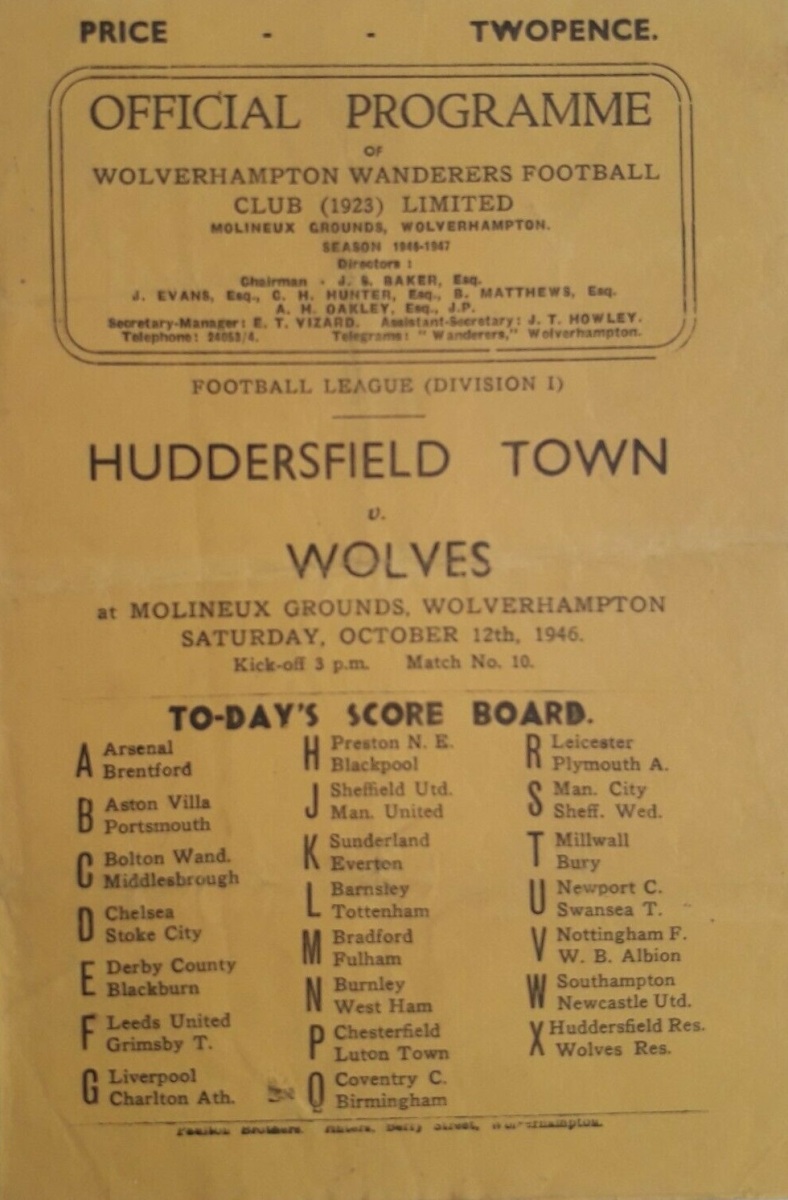 PRICE - - TWOPENCE.
OFFICIAL PROGRAMME
OF
WOLVERHAMPTON WANDERERS FOOTBALL
CLUB (1923) LIMITED
MOLINEUX GROUNDS, WOLVERHAMPTON.
SEASON 1946-1947
Directors :
Chairman - J. S. BAKER, Esq.
J. EVANS, Esq., C. H. HUNTER, Esq., B. MATTHEWS, Esq.
A. H. OAKLEY, Esq., J.P.
Secretary-Manager: E. T. VIZARD. Assistant-Secretary: J. T. HOWLEY.
Telephone: 24053/4. Telegrams: "Wanderers," Wolverhampton.
FOOTBALL LEAGUE (DIVISION I)
HUDDERSFIELD TOWN
v.
WOLVES
at MOLINEUX GROUNDS, WOLVERHAMPTON
SATURDAY, OCTOBER 12th, 1946.
Kick-off 3 p.m. Match No. 10.
TO-DAY'S SCORE BOARD.
A Arsenal
Brentford
B Aston Villa
Portsmouth
C Bolton Wand.
Middlesbrough
D Chelsea
Stoke City
E Derby County
Blackburn
F Leeds United
Grimsby T.
G Liverpool
Charlton Ath.
H Preston N. E.
Blackpool
J Sheffield Utd.
Man. United
K Sunderland
Everton
L Barnsley
Tottenham
M Bradford
Fulham
N Burnley
West Ham
P Chesterfield
Luton Town
Q Coventry C.
Birmingham
R Leicester
Plymouth A.
S Man. City
Sheff. Wed.
T Millwall
Bury
U Newport C.
Swansea T.
V Nottingham F.
W. B. Albion
W Southampton
Newcastle Utd.
X Huddersfield Res.
Wolves Res.
Brothers, Street, Wolverhampton.